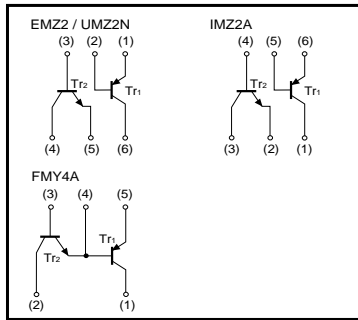 EMZ2 / UMZ2N
(3) (2) (1)
Tr2
Tr1
(4) (5) (6)
IMZ2A
(4) (5) (6)
Tr2
Tr1
(3) (2) (1)
FMY4A
(3) (4) (5)
Tr1
Tr2
(2) (1)